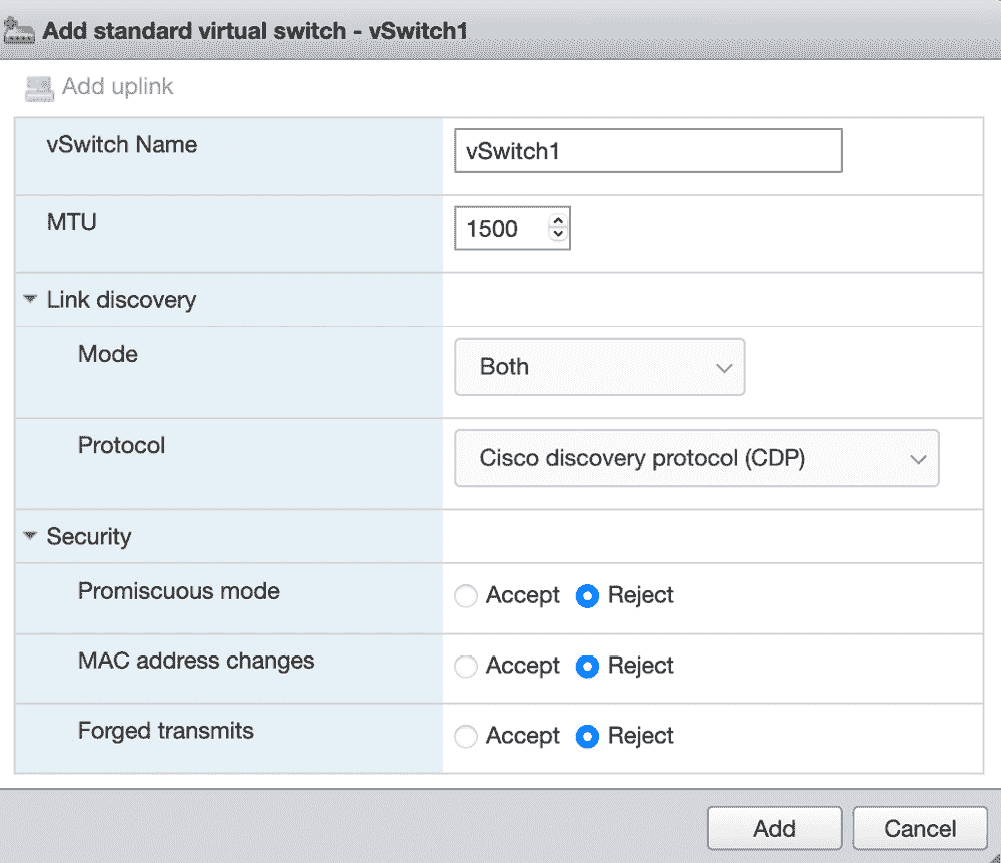 Add standard virtual switch - vSwitch1
Add uplink
vSwitch Name
vSwitch1
MTU
1500
Link discovery
Mode
Both
Protocol
Cisco discovery protocol (CDP)
Security
Promiscuous mode
Accept Reject
MAC address changes
Accept Reject
Forged transmits
Accept Reject
Add
Cancel